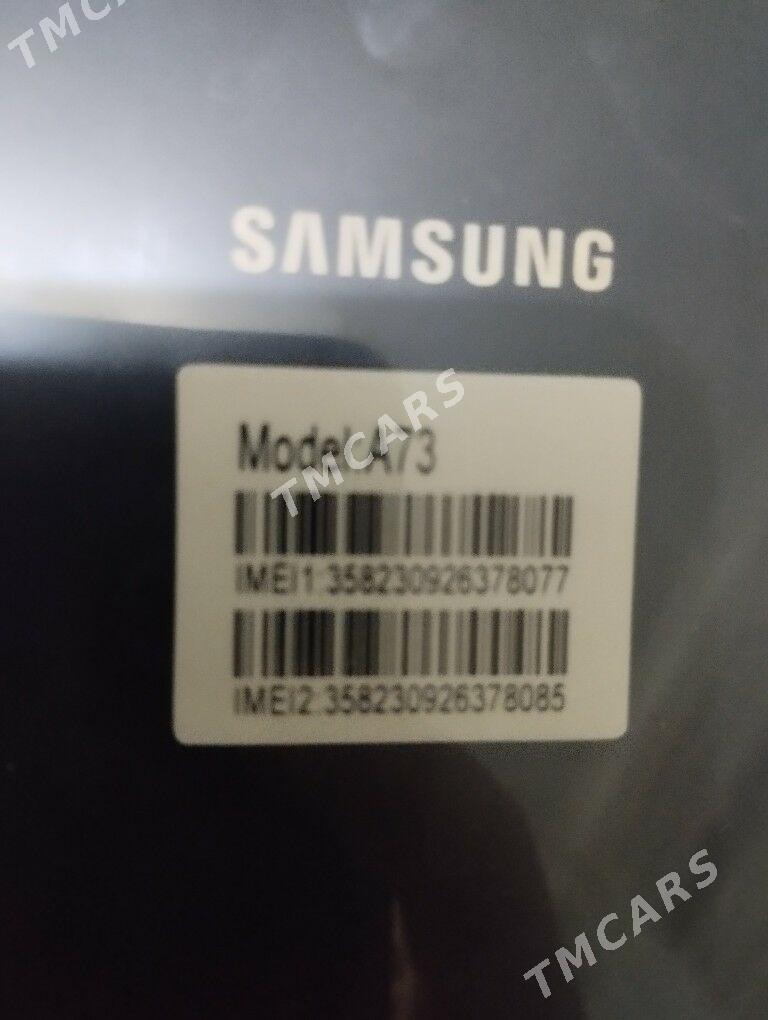 TMCARS
SAMSUNG
Model:A73
TMCARS
IMEI1:358230926378077
IMEI2:358230926378085
TMCARS